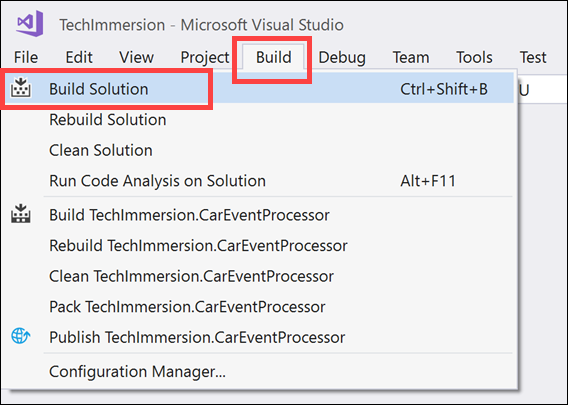 TechImmersion - Microsoft Visual Studio
File Edit View Project Build Debug Team Tools Test
Build Solution Ctrl+Shift+B
U
Rebuild Solution
Clean Solution
Run Code Analysis on Solution Alt+F11
Build TechImmersion.CarEventProcessor
Rebuild TechImmersion.CarEventProcessor
Clean TechImmersion.CarEventProcessor
Pack TechImmersion.CarEventProcessor
Publish TechImmersion.CarEventProcessor
Configuration Manager...